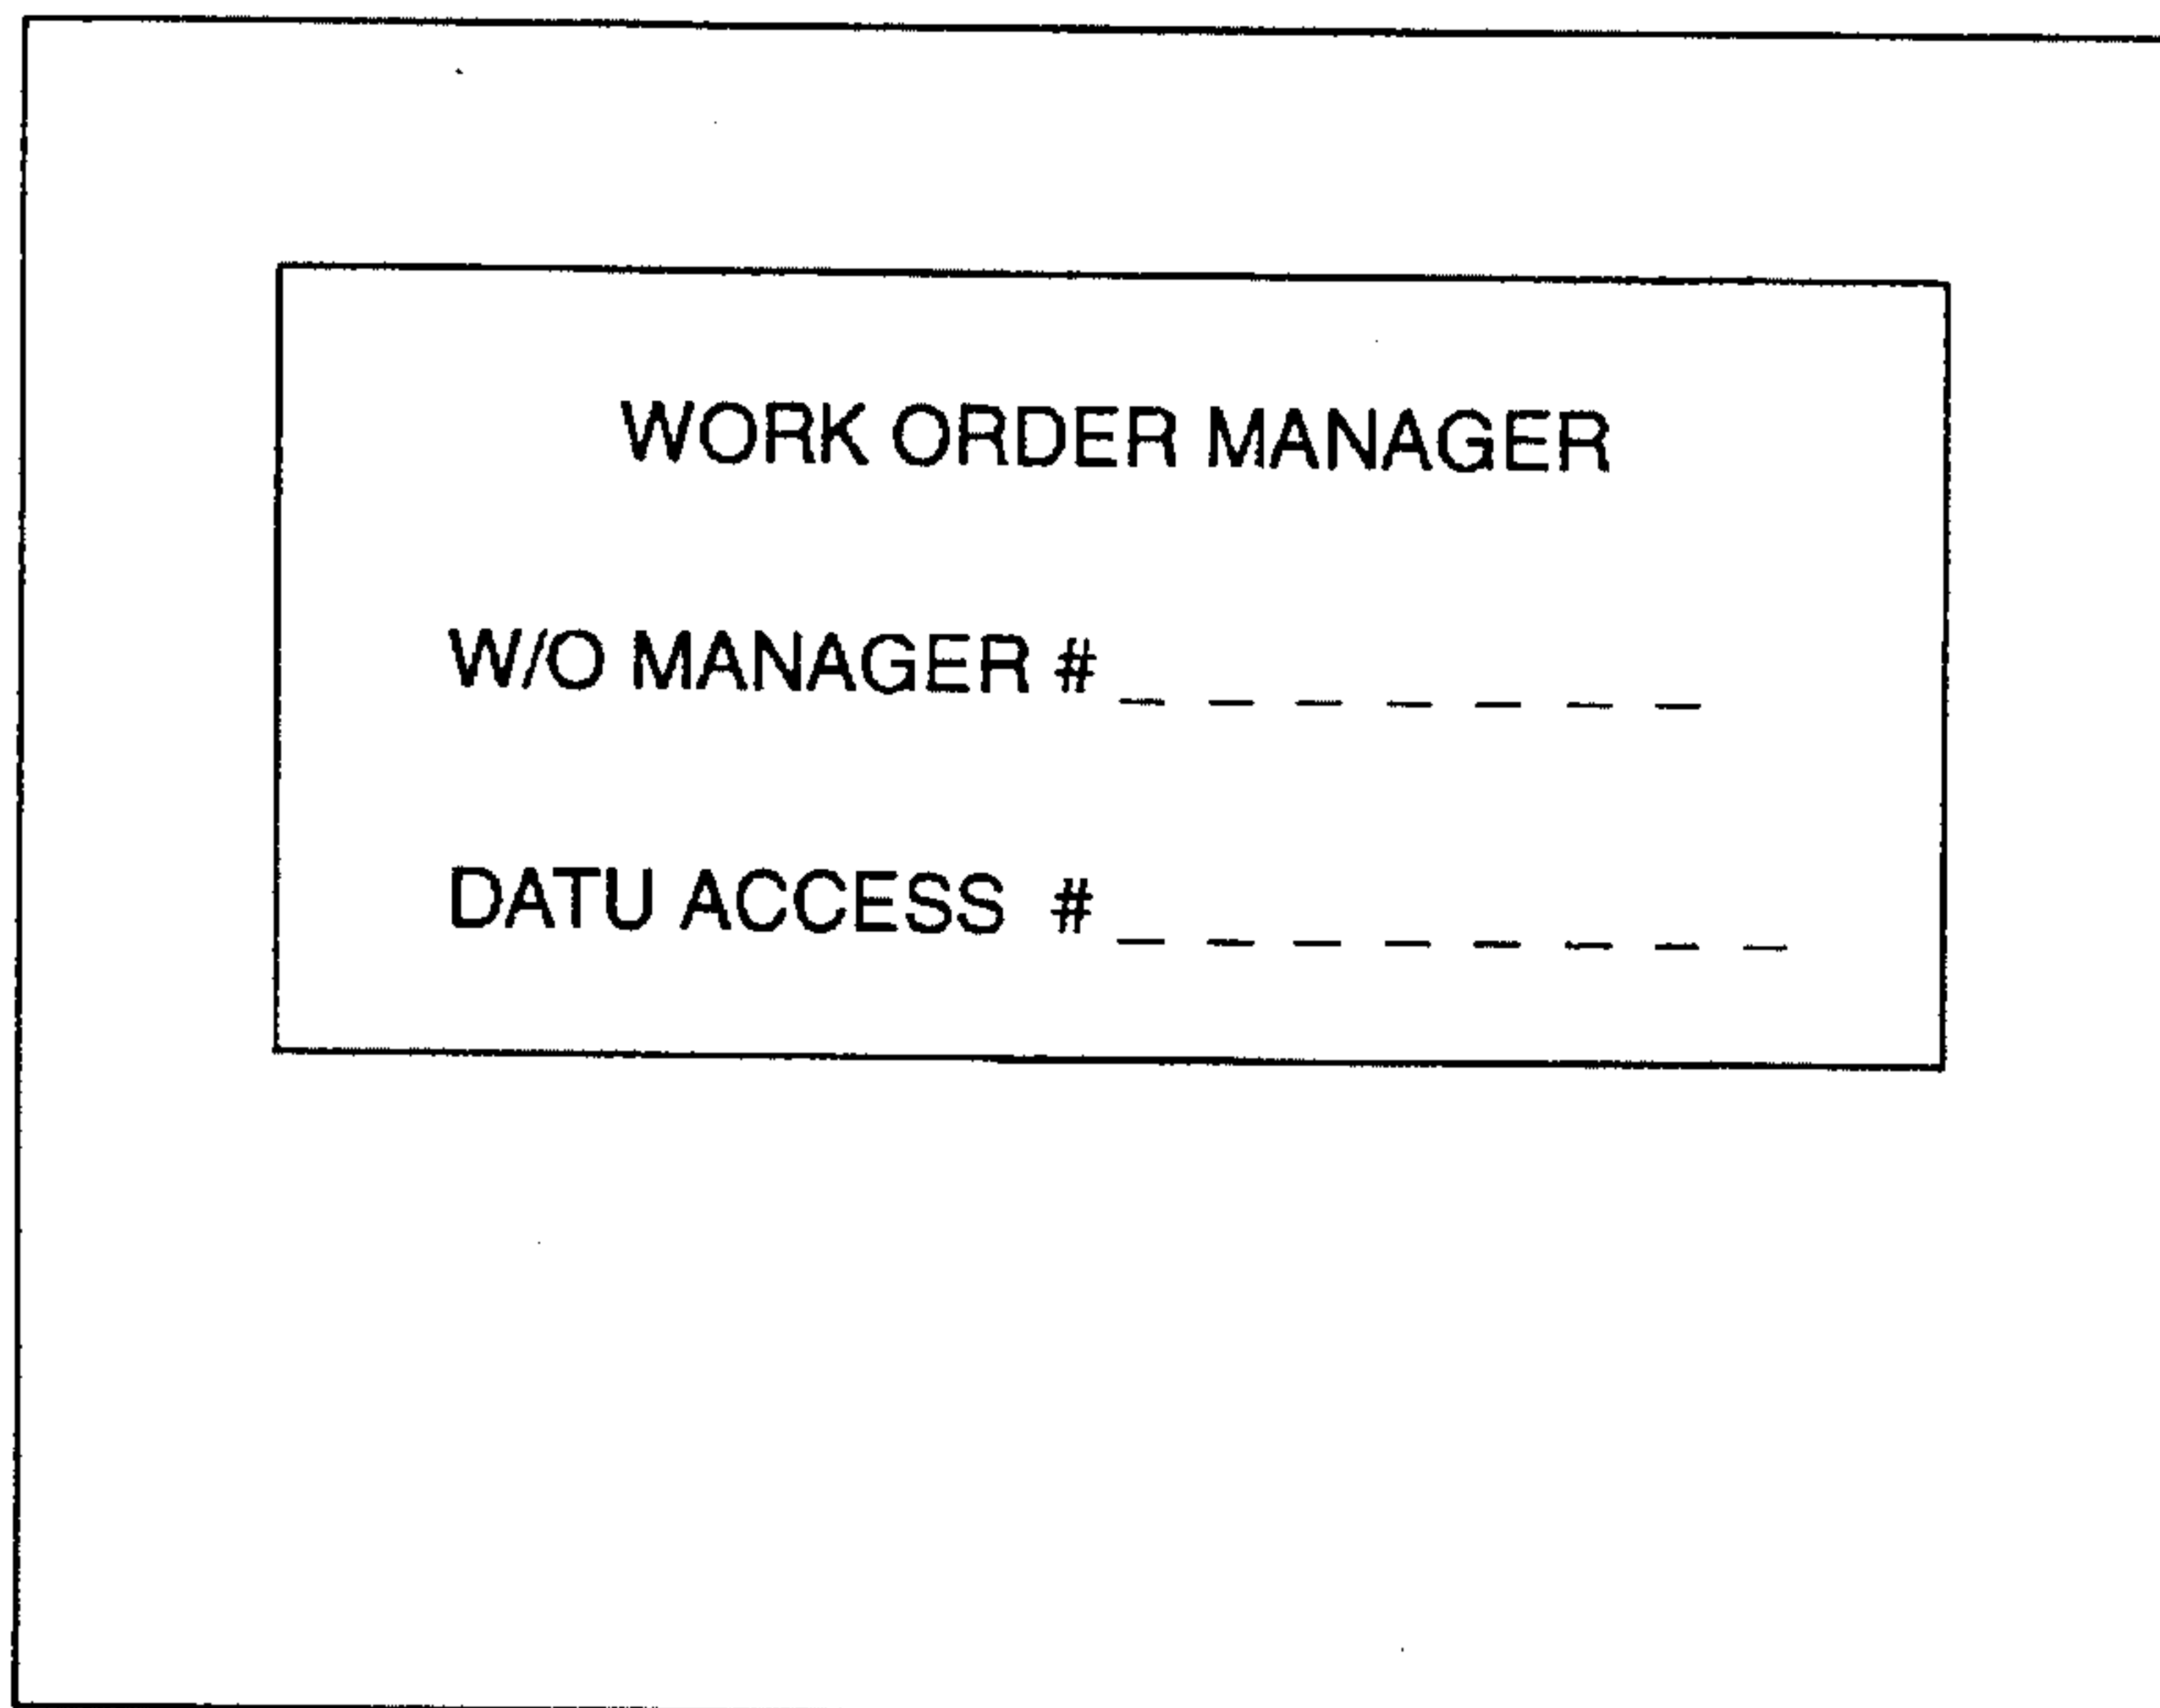 WORK ORDER MANAGER
W/O MANAGER # _ _ _ _ _ _ _
DATU ACCESS # _ _ _ _ _ _ _ _